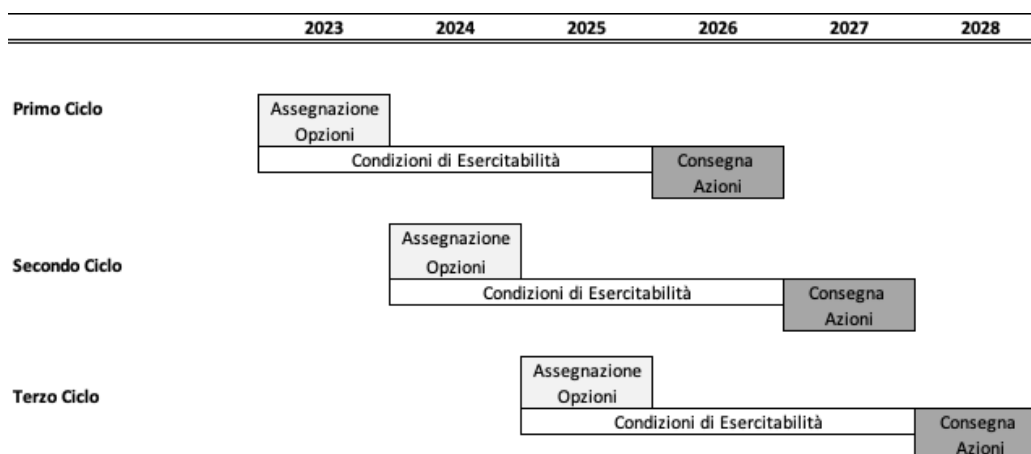 2023 2024 2025 2026 2027 2028
Primo Ciclo
Assegnazione
Opzioni
Condizioni di Esercitabilità
Consegna
Azioni
Secondo Ciclo
Assegnazione
Opzioni
Condizioni di Esercitabilità
Consegna
Azioni
Terzo Ciclo
Assegnazione
Opzioni
Condizioni di Esercitabilità
Consegna
Azioni